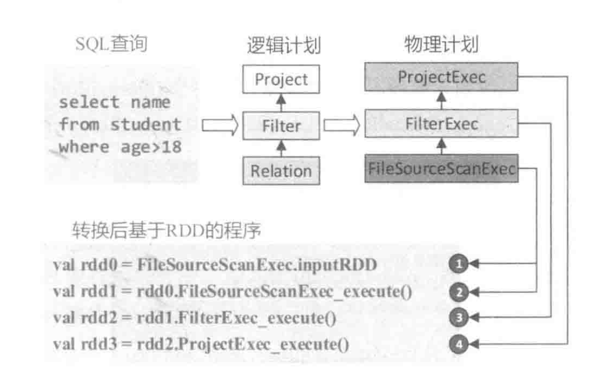 SQL查询
逻辑计划
物理计划
select name
from student
where age>18
Project
Filter
Relation
ProjectExec
FilterExec
FileSourceScanExec
转换后基于RDD的程序
val rdd0 = FileSourceScanExec.inputRDD
1
val rdd1 = rdd0.FileSourceScanExec_execute()
2
val rdd2 = rdd1.FilterExec_execute()
3
val rdd3 = rdd2.ProjectExec_execute()
4